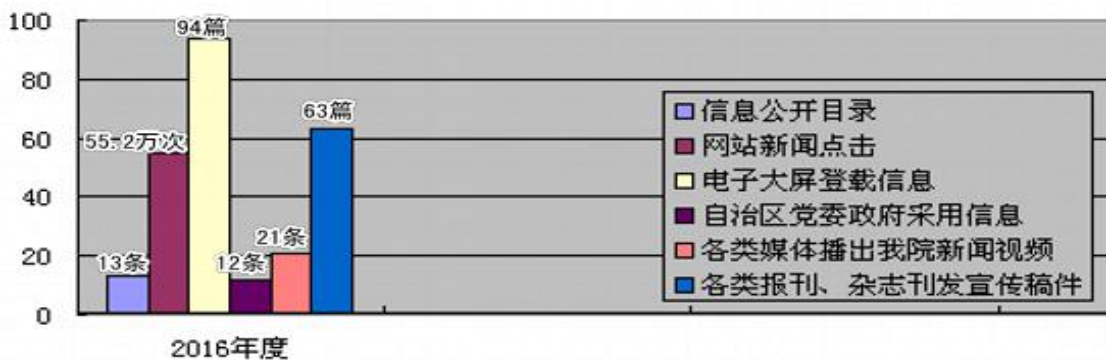 100
94篇
80
63篇
信息公开目录
60
55.2万次
网站新闻点击
电子大屏登载信息
40
自治区党委政府采用信息
21条
各类媒体播出我院新闻视频
20
13条
12条
各类报刊、杂志刊发宣传稿件
0
2016年度